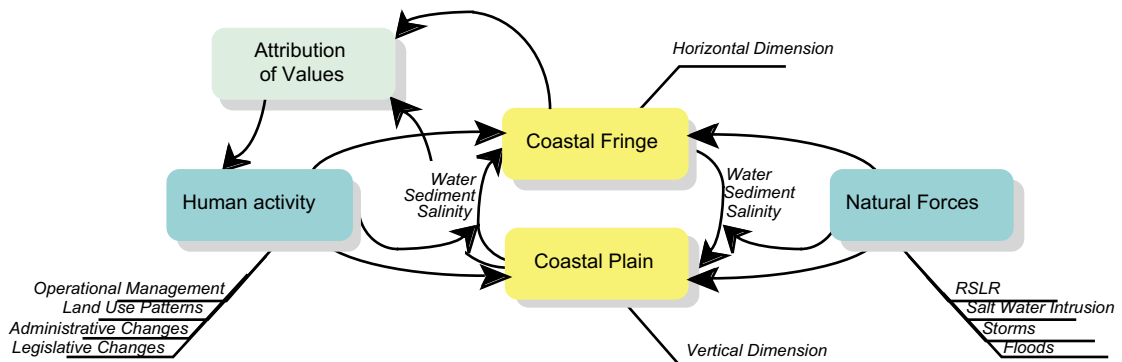 Attribution
of Values
Horizontal Dimension
Coastal Fringe
Water
Sediment
Salinity
Water
Sediment
Salinity
Human activity
Natural Forces
Coastal Plain
Operational Management
Land Use Patterns
Administrative Changes
Legislative Changes
RSLR
Salt Water Intrusion
Storms
Floods
Vertical Dimension